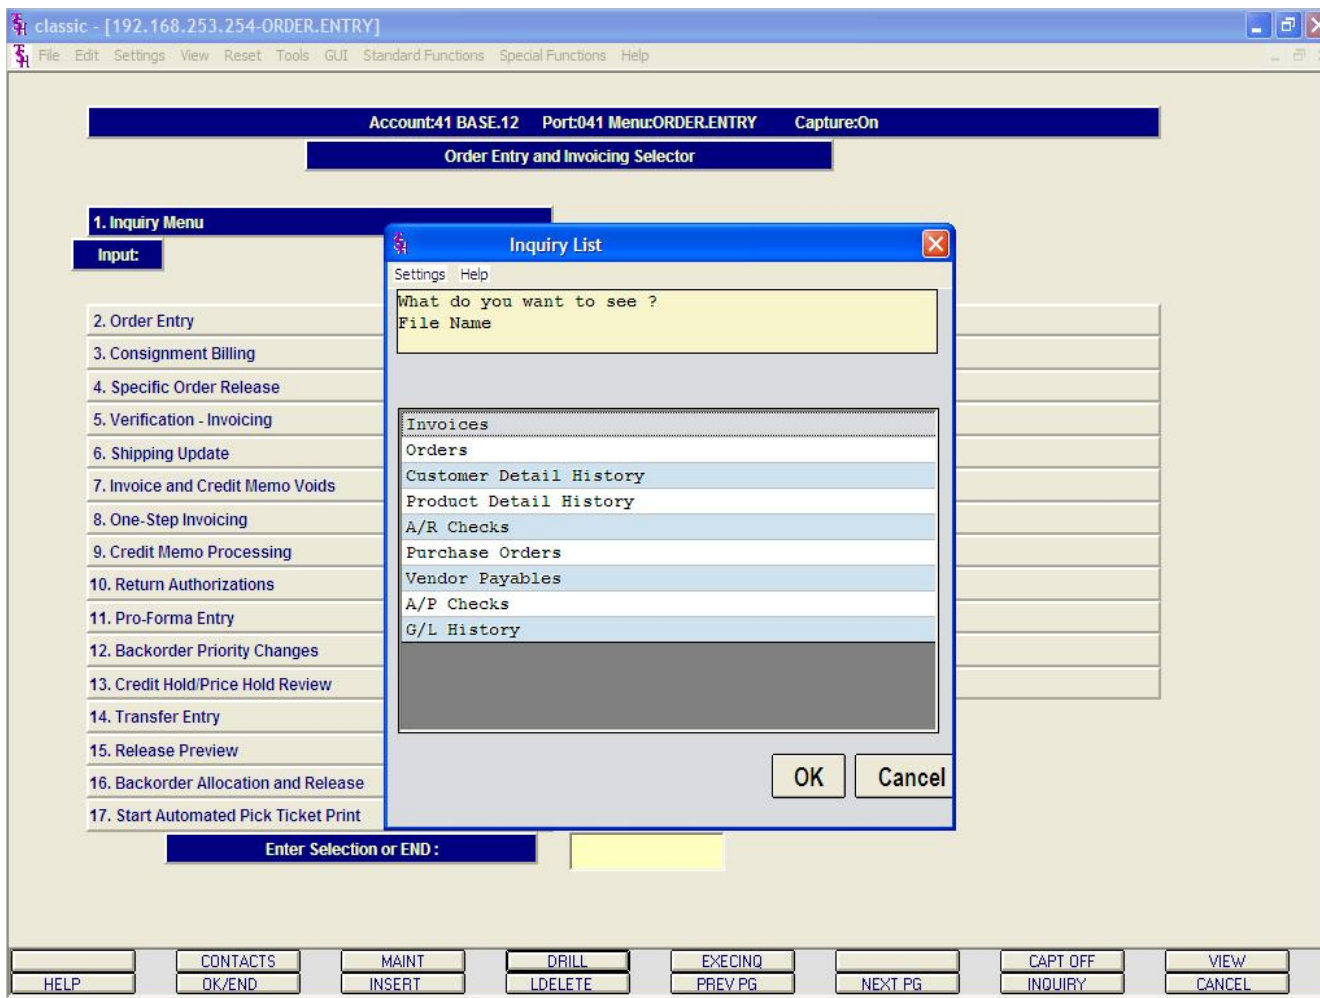 classic - [192.168.253.254-ORDER.ENTRY]
File Edit Settings View Reset Tools GUI Standard Functions Special Functions Help
Account:41 BASE.12 Port:041 Menu:ORDER.ENTRY Capture:On
Order Entry and Invoicing Selector
1. Inquiry Menu
Input:
2. Order Entry
3. Consignment Billing
4. Specific Order Release
5. Verification - Invoicing
6. Shipping Update
7. Invoice and Credit Memo Voids
8. One-Step Invoicing
9. Credit Memo Processing
10. Return Authorizations
11. Pro-Forma Entry
12. Backorder Priority Changes
13. Credit Hold/Price Hold Review
14. Transfer Entry
15. Release Preview
16. Backorder Allocation and Release
17. Start Automated Pick Ticket Print
Inquiry List
Settings Help
What do you want to see ?
File Name
Invoices
Orders
Customer Detail History
Product Detail History
A/R Checks
Purchase Orders
Vendor Payables
A/P Checks
G/L History
OK Cancel
Enter Selection or END :
CONTACTS MAINT DRILL EXECINQ CAPT OFF VIEW
HELP OK/END INSERT LDELETE PREV PG NEXT PG INQUIRY CANCEL